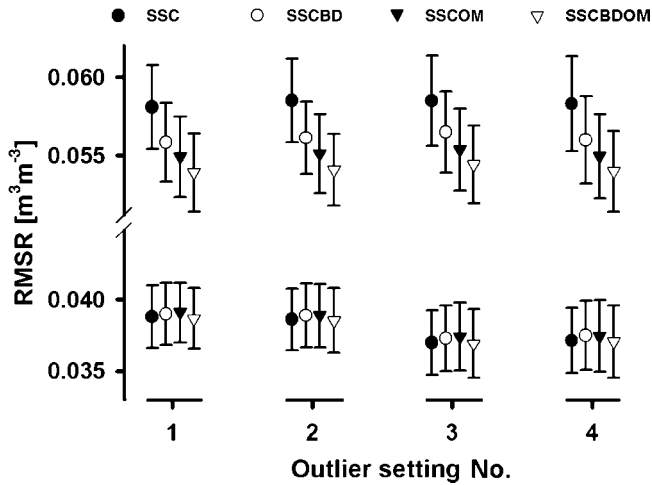 SSC SSCBD SSCOM SSCBDOM
0.060
0.055
0.040
0.035
RMSR [m³m⁻³]
1 2 3 4
Outlier setting No.